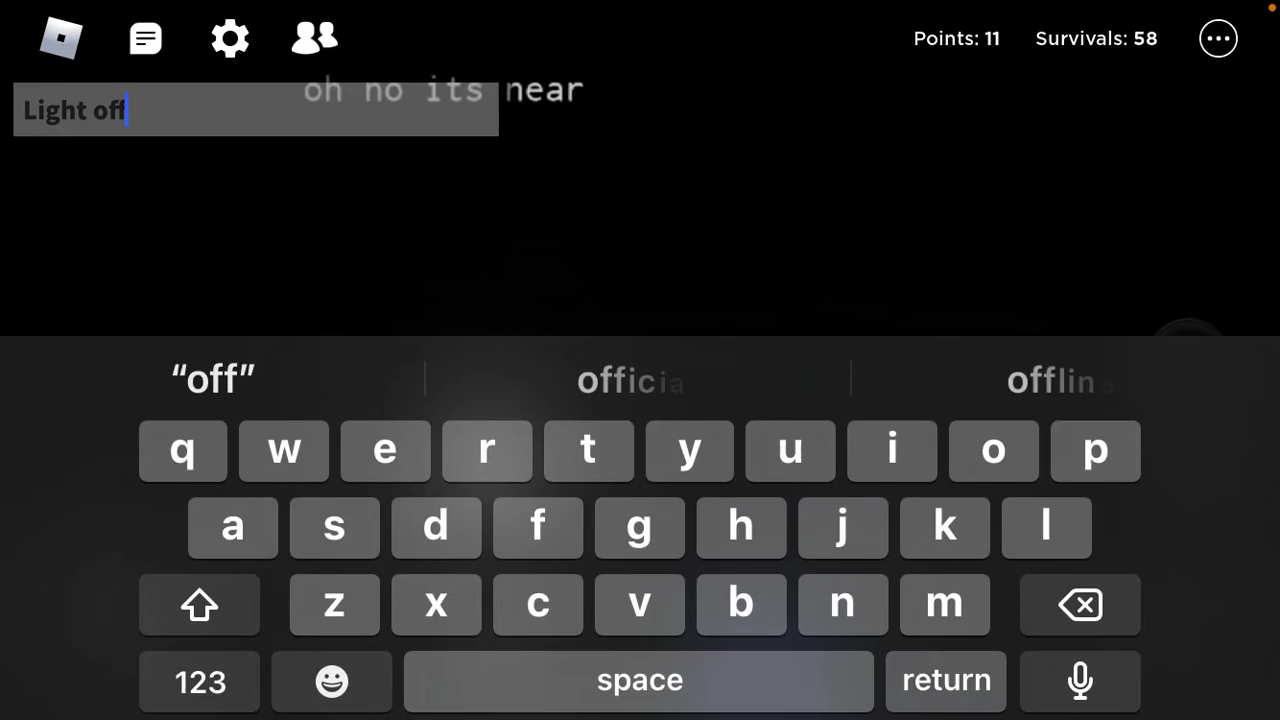 Points: 11
Survivals: 58
oh no its near
Light off
“off”
officia
offlin
q w e r t y u i o p
a s d f g h j k l
z x c v b n m
123
space
return